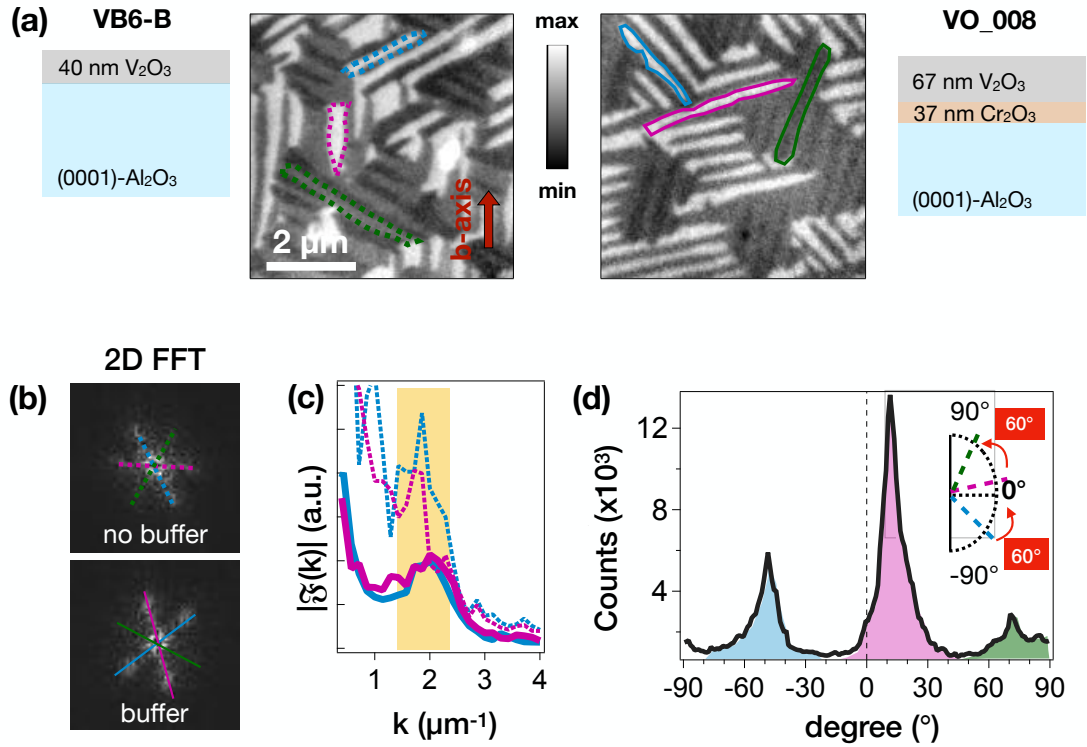 (a)
VB6-B
40 nm V₂O₃
(0001)-Al₂O₃
2 μm
b-axis
max
min
VO_008
67 nm V₂O₃
37 nm Cr₂O₃
(0001)-Al₂O₃
2D FFT
(b)
no buffer
buffer
(c)
|𝔉(k)| (a.u.)
1 2 3 4
k (μm⁻¹)
(d)
Counts (x10³)
12
8
4
90°
60°
0°
60°
-90°
-90 -60 -30 0 30 60 90
degree (°)